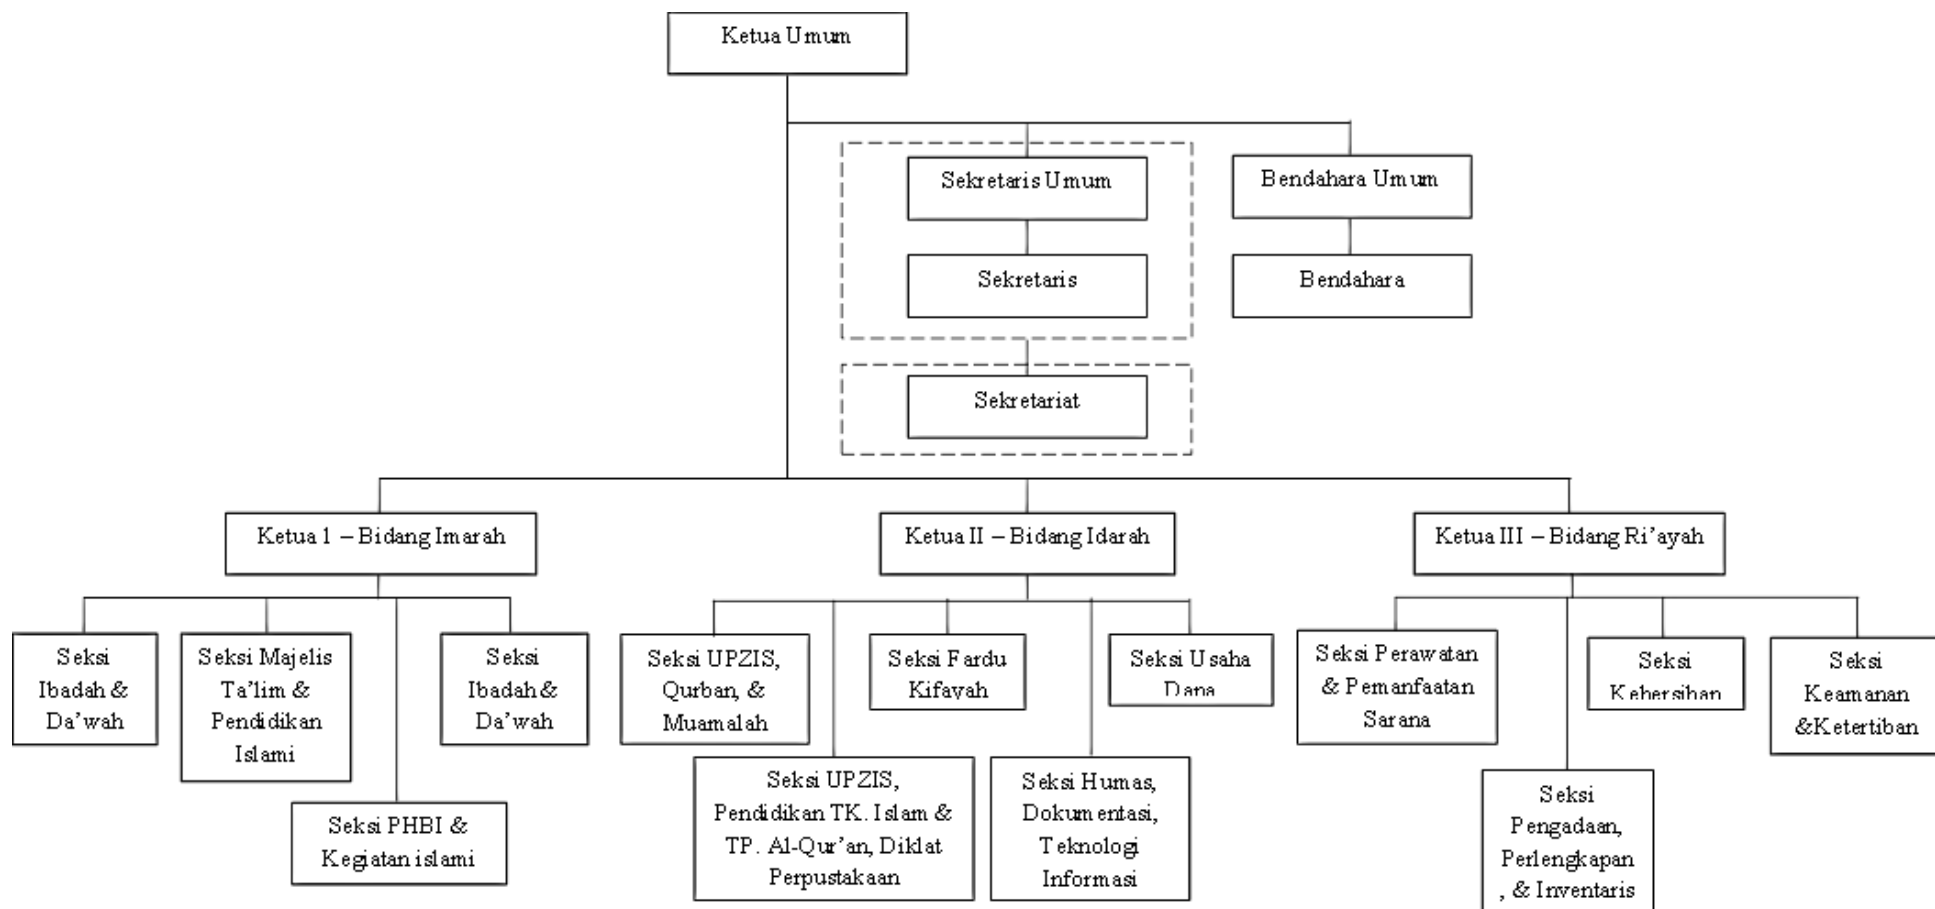 Ketua Umum
Sekretaris Umum
Bendahara Umum
Sekretaris
Bendahara
Sekretariat
Ketua 1 – Bidang Imarah
Ketua II – Bidang Idarah
Ketua III – Bidang Ri’ayah
Seksi
Ibadah &
Da’wah
Seksi Majelis
Ta’lim &
Pendidikan
Islami
Seksi PHBI &
Kegiatan islami
Seksi
Ibadah &
Da’wah
Seksi UPZIS,
Qurban, &
Muamalah
Seksi UPZIS,
Pendidikan TK. Islam &
TP. Al-Qur’an, Diklat
Perpustakaan
Seksi Fardu
Kifayah
Seksi Humas,
Dokumentasi,
Teknologi
Informasi
Seksi Usaha
Dana
Seksi Perawatan
& Pemanfaatan
Sarana
Seksi
Pengadaan,
Perlengkapan
, & Inventaris
Seksi
Kebersihan
Seksi
Keamanan
&Ketertiban